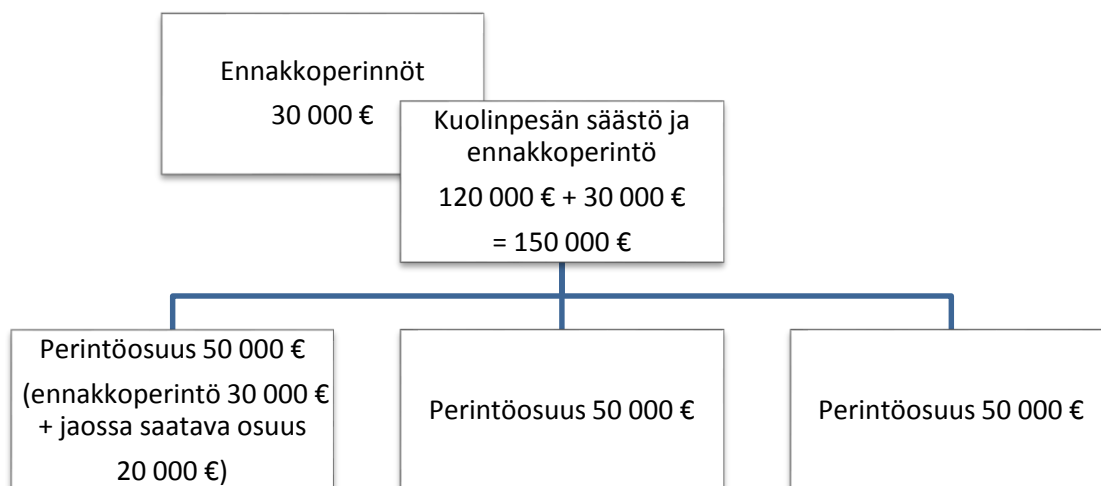 Ennakkoperinnöt
30 000 €
Kuolinpesän säästö ja
ennakkoperintö
120 000 € + 30 000 €
= 150 000 €
Perintöosuus 50 000 €
(ennakkoperintö 30 000 €
+ jaossa saatava osuus
20 000 €)
Perintöosuus 50 000 €
Perintöosuus 50 000 €